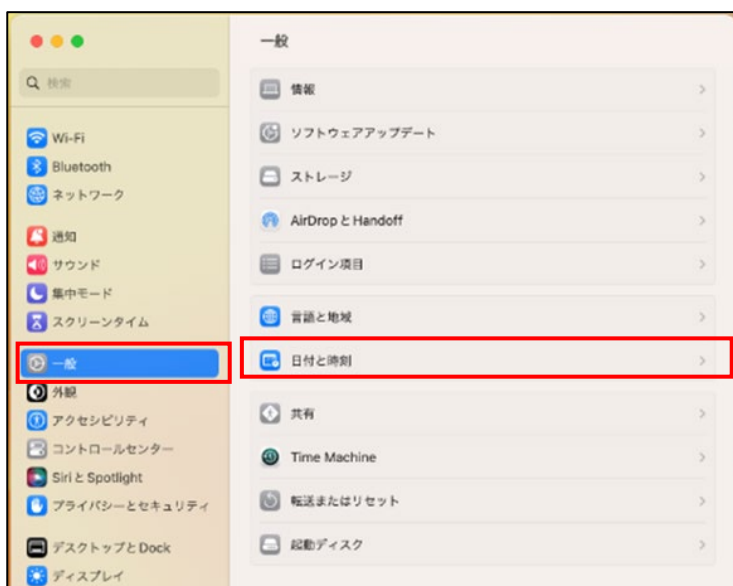 検索
Wi-Fi
Bluetooth
ネットワーク
通知
サウンド
集中モード
スクリーンタイム
一般
外観
アクセシビリティ
コントロールセンター
Siri と Spotlight
プライバシーとセキュリティ
デスクトップと Dock
ディスプレイ
一般
情報
ソフトウェアアップデート
ストレージ
AirDrop と Handoff
ログイン項目
言語と地域
日付と時刻
共有
Time Machine
転送またはリセット
起動ディスク